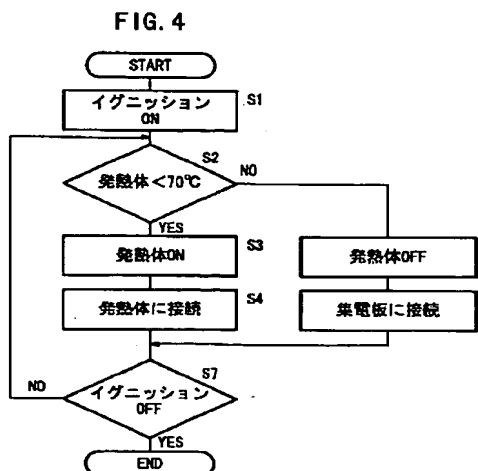 FIG. 4
START
イグニッション
ON
S1
S2
発熱体<70℃
NO
YES
発熱体ON
S3
発熱体OFF
発熱体に接続
S4
集電板に接続
S7
NO
イグニッション
OFF
YES
END